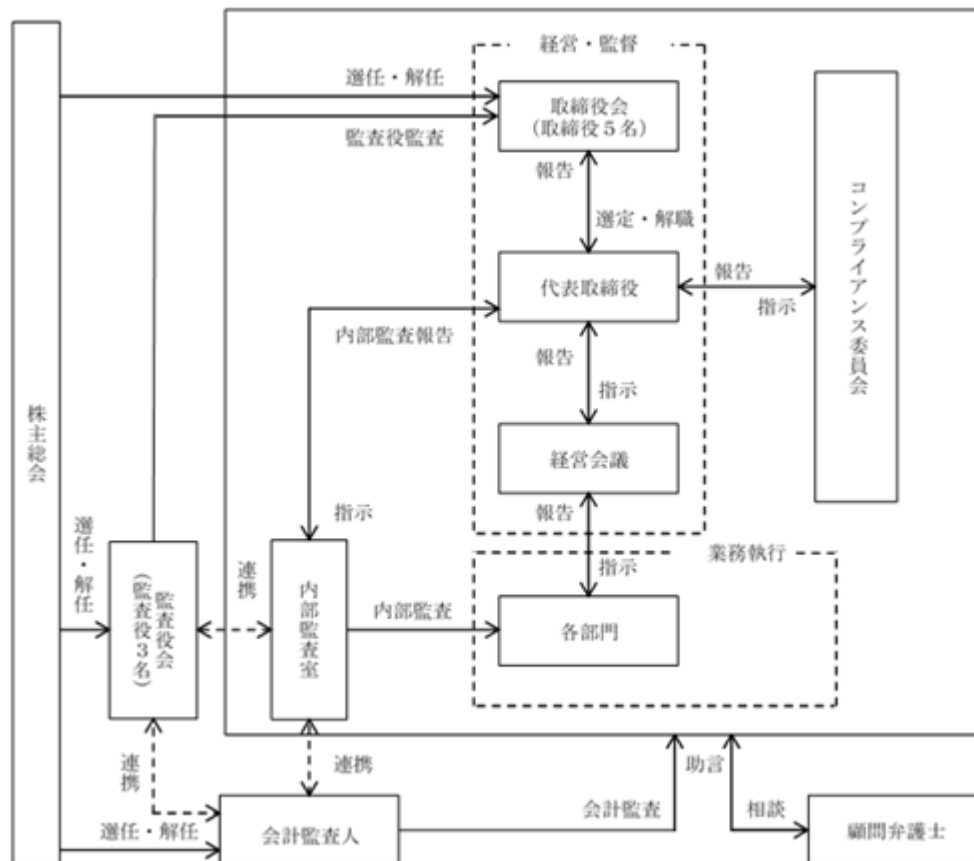 経営・監督
選任・解任
取締役会
（取締役５名）
監査役監査
報告
選定・解職
コンプライアンス委員会
代表取締役
報告
指示
内部監査報告
報告
指示
株主総会
経営会議
報告
指示
業務執行
指示
選任・解任
監査役会
（監査役３名）
連携
内部監査室
内部監査
各部門
連携
連携
助言
会計監査
相談
選任・解任
会計監査人
顧問弁護士